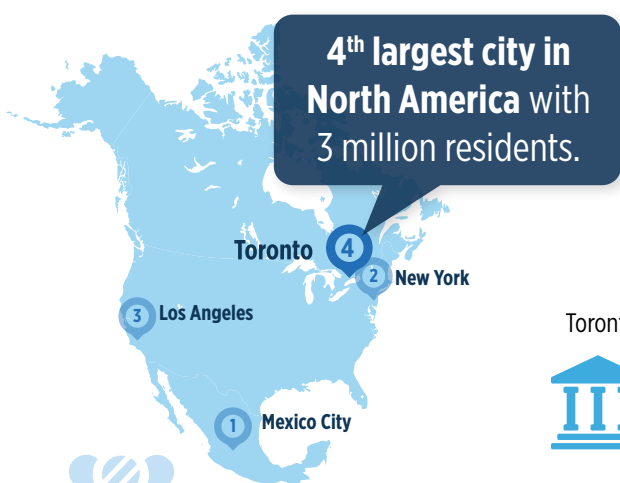 4th largest city in
North America with
3 million residents.
Toronto
4
2
New York
3
Los Angeles
1
Mexico City